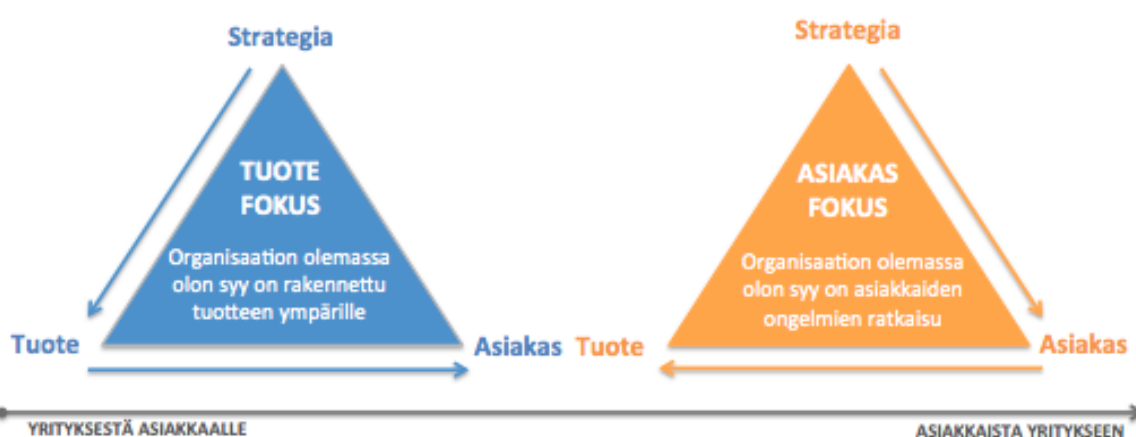 Strategia
TUOTE
FOKUS
Organisaation olemassa
olon syy on rakennettu
tuotteen ympärille
Tuote
Asiakas
Strategia
ASIAKAS
FOKUS
Organisaation olemassa
olon syy on asiakkaiden
ongelmien ratkaisu
Tuote
Asiakas
YRITYKSESTÄ ASIAKKAALLE
ASIAKKAISTA YRITYKSEEN